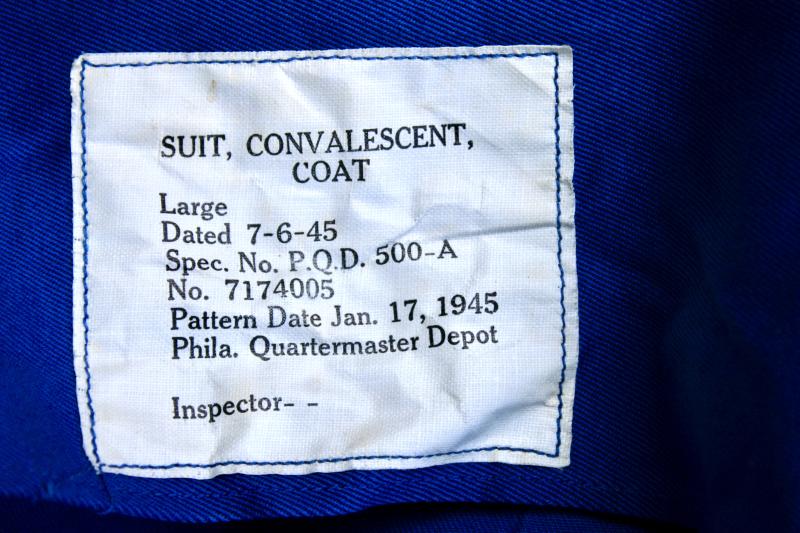 SUIT, CONVALESCENT,
COAT
Large
Dated 7-6-45
Spec. No. P.Q.D. 500-A
No. 7174005
Pattern Date Jan. 17, 1945
Phila. Quartermaster Depot
Inspector- -